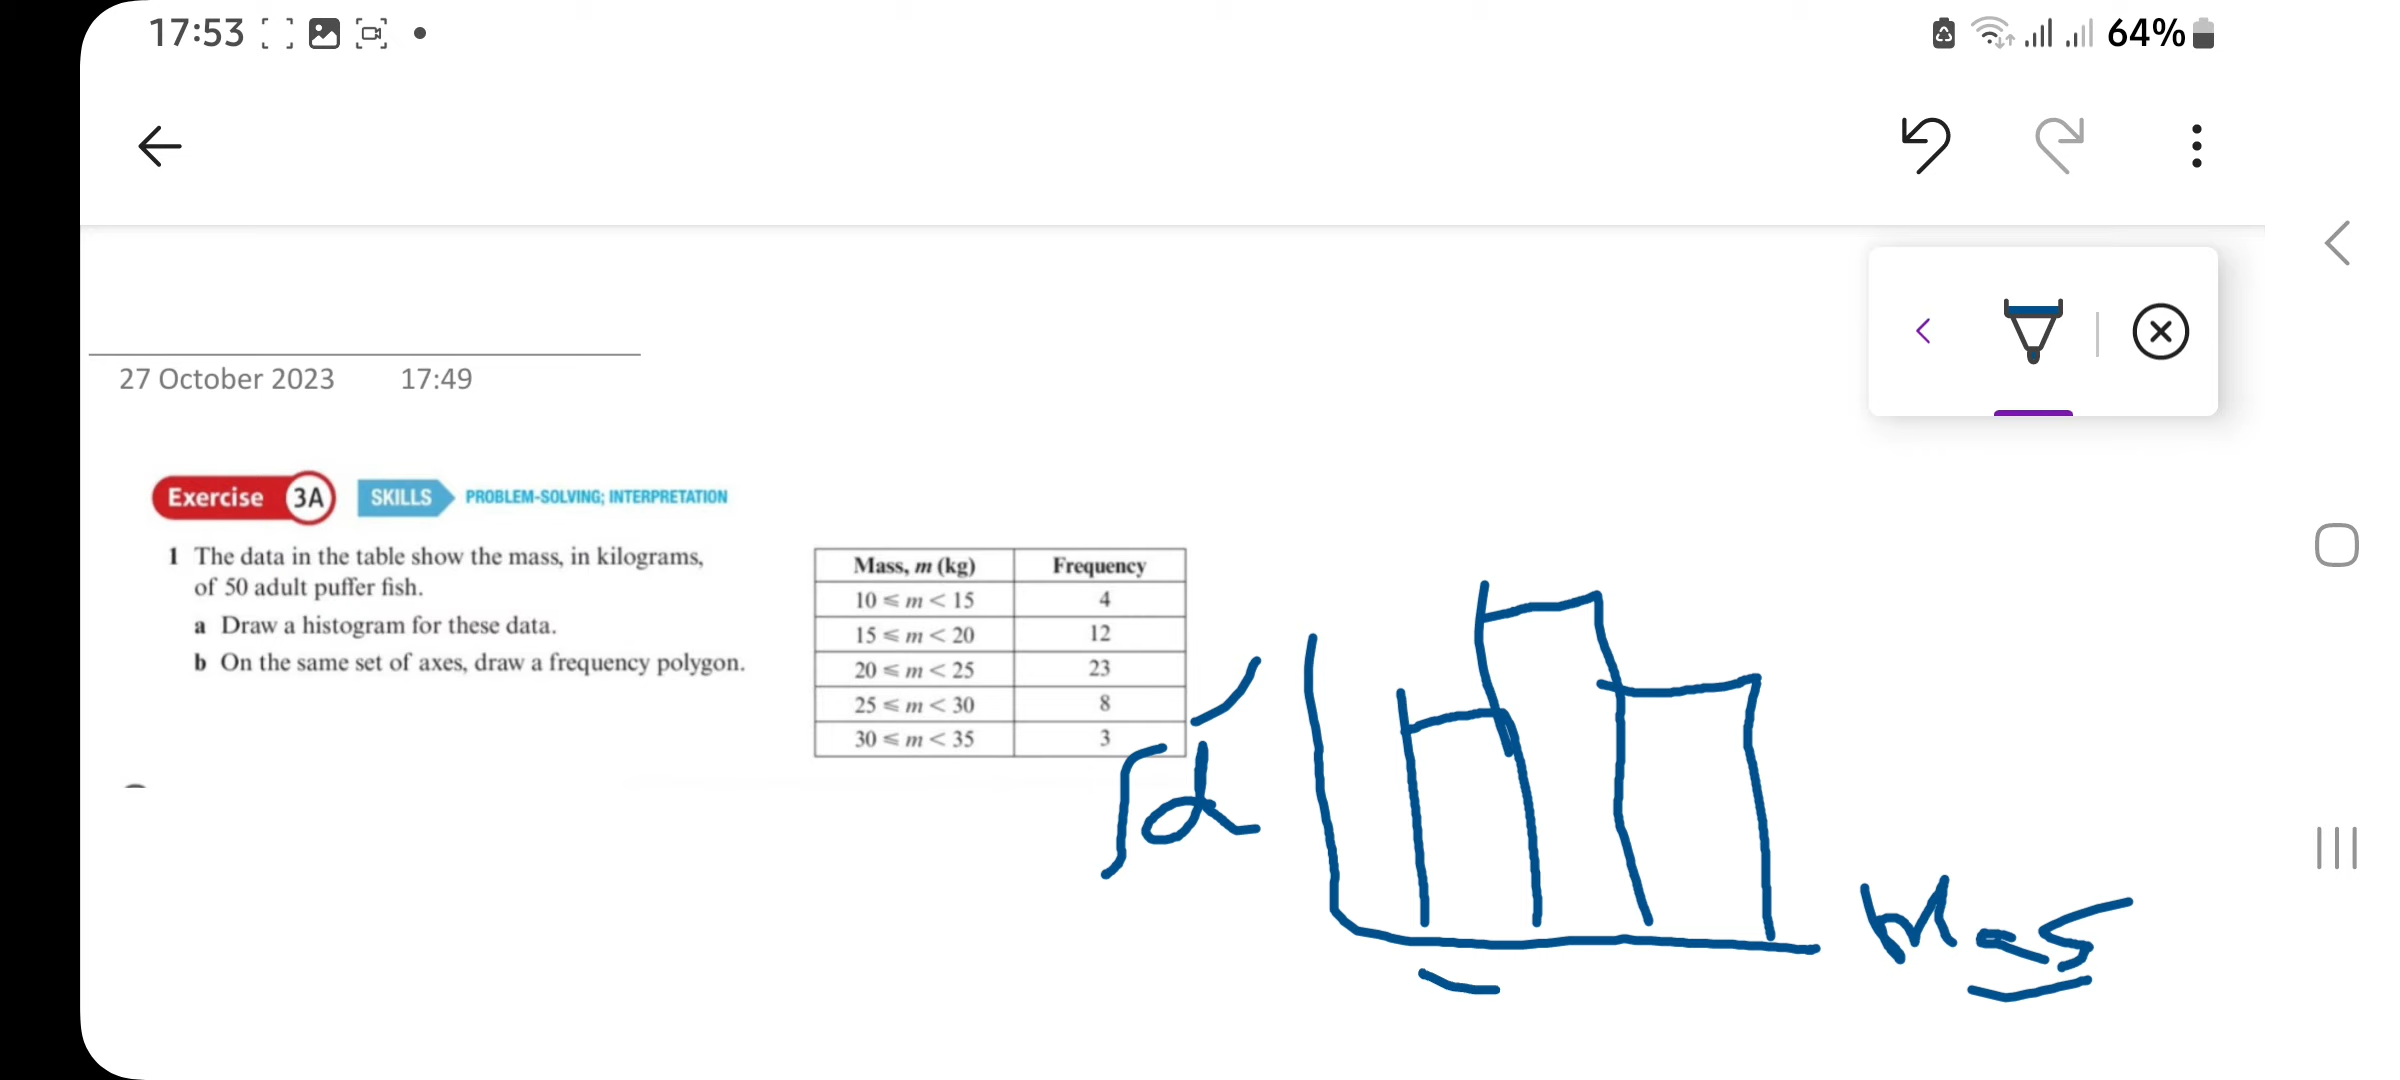 17:53 64%
27 October 2023 17:49
Exercise 3A SKILLS PROBLEM-SOLVING; INTERPRETATION
1 The data in the table show the mass, in kilograms,
of 50 adult puffer fish.
a Draw a histogram for these data.
b On the same set of axes, draw a frequency polygon.
Mass, m (kg) Frequency
10 ⩽ m < 15 4
15 ⩽ m < 20 12
20 ⩽ m < 25 23
25 ⩽ m < 30 8
30 ⩽ m < 35 3
fd